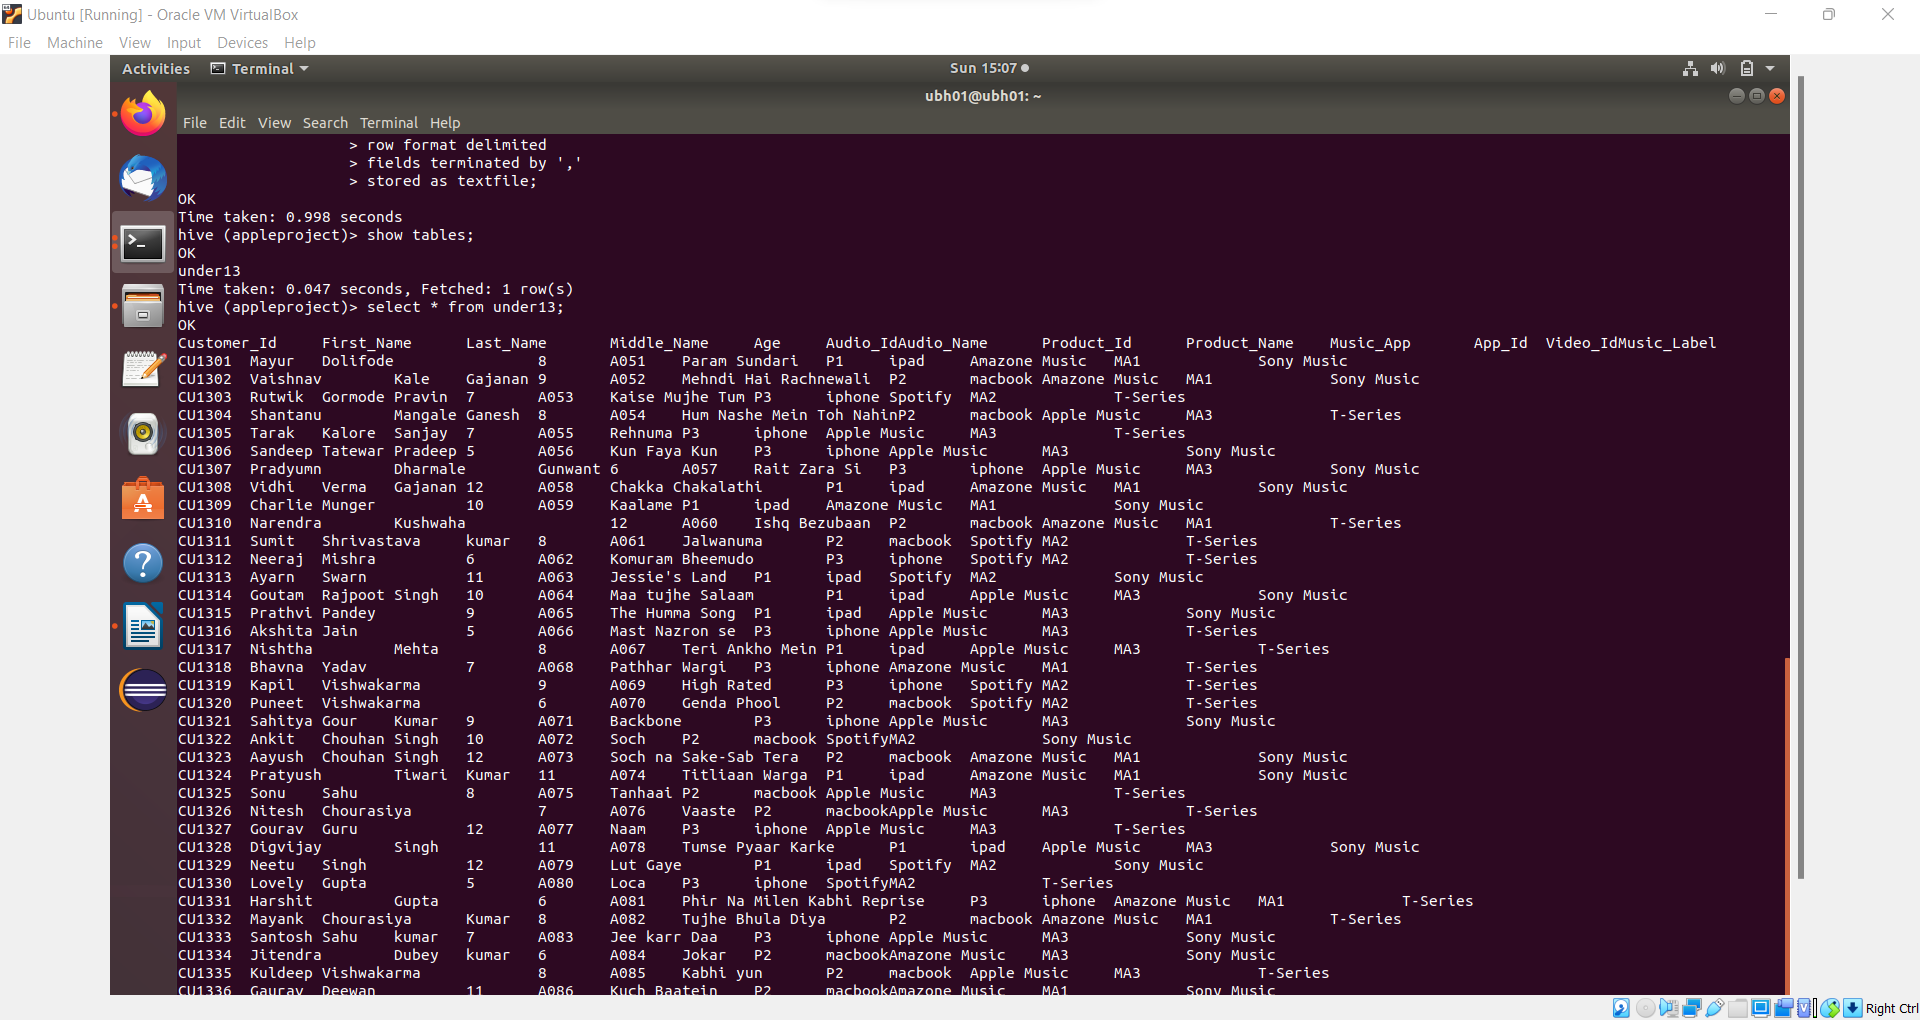 Ubuntu [Running] - Oracle VM VirtualBox
File Machine View Input Devices Help
Activities Terminal Sun 15:07
ubh01@ubh01: ~
File Edit View Search Terminal Help
> row format delimited
> fields terminated by ','
> stored as textfile;
OK
Time taken: 0.998 seconds
hive (appleproject)> show tables;
OK
under13
Time taken: 0.047 seconds, Fetched: 1 row(s)
hive (appleproject)> select * from under13;
OK
Customer_Id First_Name Last_Name Middle_Name Age Audio_IdAudio_Name Product_Id Product_Name Music_App App_Id Video_IdMusic_Label
CU1301 Mayur Dolifode 8 A051 Param Sundari P1 ipad Amazone Music MA1 Sony Music
CU1302 Vaishnav Kale Gajanan 9 A052 Mehndi Hai Rachnewali P2 macbook Amazone Music MA1 Sony Music
CU1303 Rutwik Gormode Pravin 7 A053 Kaise Mujhe Tum P3 iphone Spotify MA2 T-Series
CU1304 Shantanu Mangale Ganesh 8 A054 Hum Nashe Mein Toh NahinP2 macbook Apple Music MA3 T-Series
CU1305 Tarak Kalore Sanjay 7 A055 Rehnuma P3 iphone Apple Music MA3 T-Series
CU1306 Sandeep Tatewar Pradeep 5 A056 Kun Faya Kun P3 iphone Apple Music MA3 Sony Music
CU1307 Pradyumn Dharmale Gunwant 6 A057 Rait Zara Si P3 iphone Apple Music MA3 Sony Music
CU1308 Vidhi Verma Gajanan 12 A058 Chakka Chakalathi P1 ipad Amazone Music MA1 Sony Music
CU1309 Charlie Munger 10 A059 Kaalame P1 ipad Amazone Music MA1 Sony Music
CU1310 Narendra Kushwaha 12 A060 Ishq Bezubaan P2 macbook Amazone Music MA1 T-Series
CU1311 Sumit Shrivastava kumar 8 A061 Jalwanuma P2 macbook Spotify MA2 T-Series
CU1312 Neeraj Mishra 6 A062 Komuram Bheemudo P3 iphone Spotify MA2 T-Series
CU1313 Ayarn Swarn 11 A063 Jessie's Land P1 ipad Spotify MA2 Sony Music
CU1314 Goutam Rajpoot Singh 10 A064 Maa tujhe Salaam P1 ipad Apple Music MA3 Sony Music
CU1315 Prathvi Pandey 9 A065 The Humma Song P1 ipad Apple Music MA3 Sony Music
CU1316 Akshita Jain 5 A066 Mast Nazron se P3 iphone Apple Music MA3 T-Series
CU1317 Nishtha Mehta 8 A067 Teri Ankho Mein P1 ipad Apple Music MA3 T-Series
CU1318 Bhavna Yadav 7 A068 Pathhar Wargi P3 iphone Amazone Music MA1 T-Series
CU1319 Kapil Vishwakarma 9 A069 High Rated P3 iphone Spotify MA2 T-Series
CU1320 Puneet Vishwakarma 6 A070 Genda Phool P2 macbook Spotify MA2 T-Series
CU1321 Sahitya Gour Kumar 9 A071 Backbone P3 iphone Apple Music MA3 Sony Music
CU1322 Ankit Chouhan Singh 10 A072 Soch P2 macbook SpotifyMA2 Sony Music
CU1323 Aayush Chouhan Singh 12 A073 Soch na Sake-Sab Tera P2 macbook Amazone Music MA1 Sony Music
CU1324 Pratyush Tiwari Kumar 11 A074 Titliaan Warga P1 ipad Amazone Music MA1 Sony Music
CU1325 Sonu Sahu 8 A075 Tanhaai P2 macbook Apple Music MA3 T-Series
CU1326 Nitesh Chourasiya 7 A076 Vaaste P2 macbookApple Music MA3 T-Series
CU1327 Gourav Guru 12 A077 Naam P3 iphone Apple Music MA3 T-Series
CU1328 Digvijay Singh 11 A078 Tumse Pyaar Karke P1 ipad Apple Music MA3 Sony Music
CU1329 Neetu Singh 12 A079 Lut Gaye P1 ipad Spotify MA2 Sony Music
CU1330 Lovely Gupta 5 A080 Loca P3 iphone SpotifyMA2 T-Series
CU1331 Harshit Gupta 6 A081 Phir Na Milen Kabhi Reprise P3 iphone Amazone Music MA1 T-Series
CU1332 Mayank Chourasiya Kumar 8 A082 Tujhe Bhula Diya P2 macbook Amazone Music MA1 T-Series
CU1333 Santosh Sahu kumar 7 A083 Jee karr Daa P3 iphone Apple Music MA3 Sony Music
CU1334 Jitendra Dubey kumar 6 A084 Jokar P2 macbookAmazone Music MA3 Sony Music
CU1335 Kuldeep Vishwakarma 8 A085 Kabhi yun P2 macbook Apple Music MA3 T-Series
CU1336 Gaurav Deewan 11 A086 Kuch Baatein P2 macbookAmazone Music MA1 Sony Music
Right Ctrl